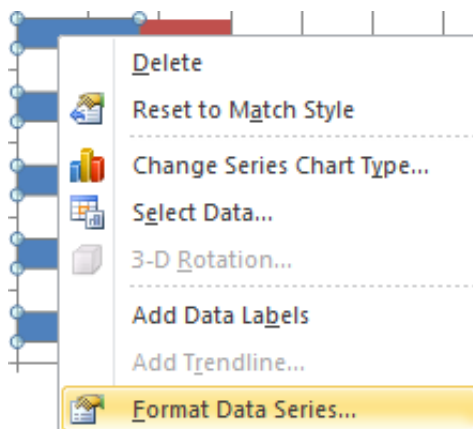 Delete
Reset to Match Style
Change Series Chart Type...
Select Data...
3-D Rotation...
Add Data Labels
Add Trendline...
Format Data Series...